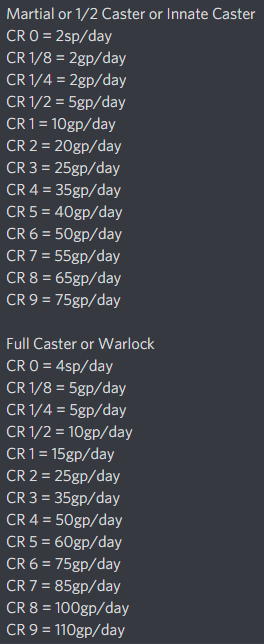 Martial or 1/2 Caster or Innate Caster
CR 0 = 2sp/day
CR 1/8 = 2gp/day
CR 1/4 = 2gp/day
CR 1/2 = 5gp/day
CR 1 = 10gp/day
CR 2 = 20gp/day
CR 3 = 25gp/day
CR 4 = 35gp/day
CR 5 = 40gp/day
CR 6 = 50gp/day
CR 7 = 55gp/day
CR 8 = 65gp/day
CR 9 = 75gp/day

Full Caster or Warlock
CR 0 = 4sp/day
CR 1/8 = 5gp/day
CR 1/4 = 5gp/day
CR 1/2 = 10gp/day
CR 1 = 15gp/day
CR 2 = 25gp/day
CR 3 = 35gp/day
CR 4 = 50gp/day
CR 5 = 60gp/day
CR 6 = 75gp/day
CR 7 = 85gp/day
CR 8 = 100gp/day
CR 9 = 110gp/day